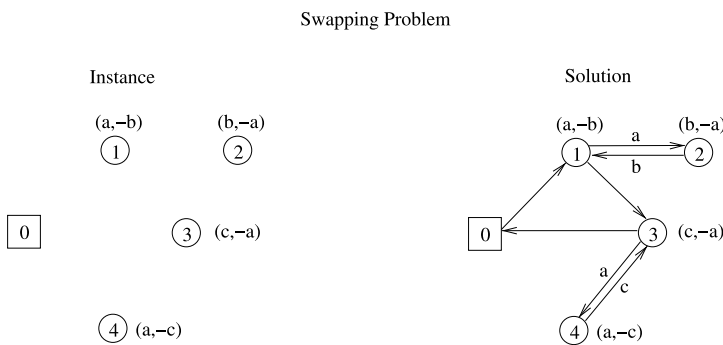 Swapping Problem
Instance
Solution
(a,−b)
(b,−a)
1
2
0
3
(c,−a)
4
(a,−c)
(a,−b)
(b,−a)
1
a
2
b
0
3
(c,−a)
a
c
4
(a,−c)